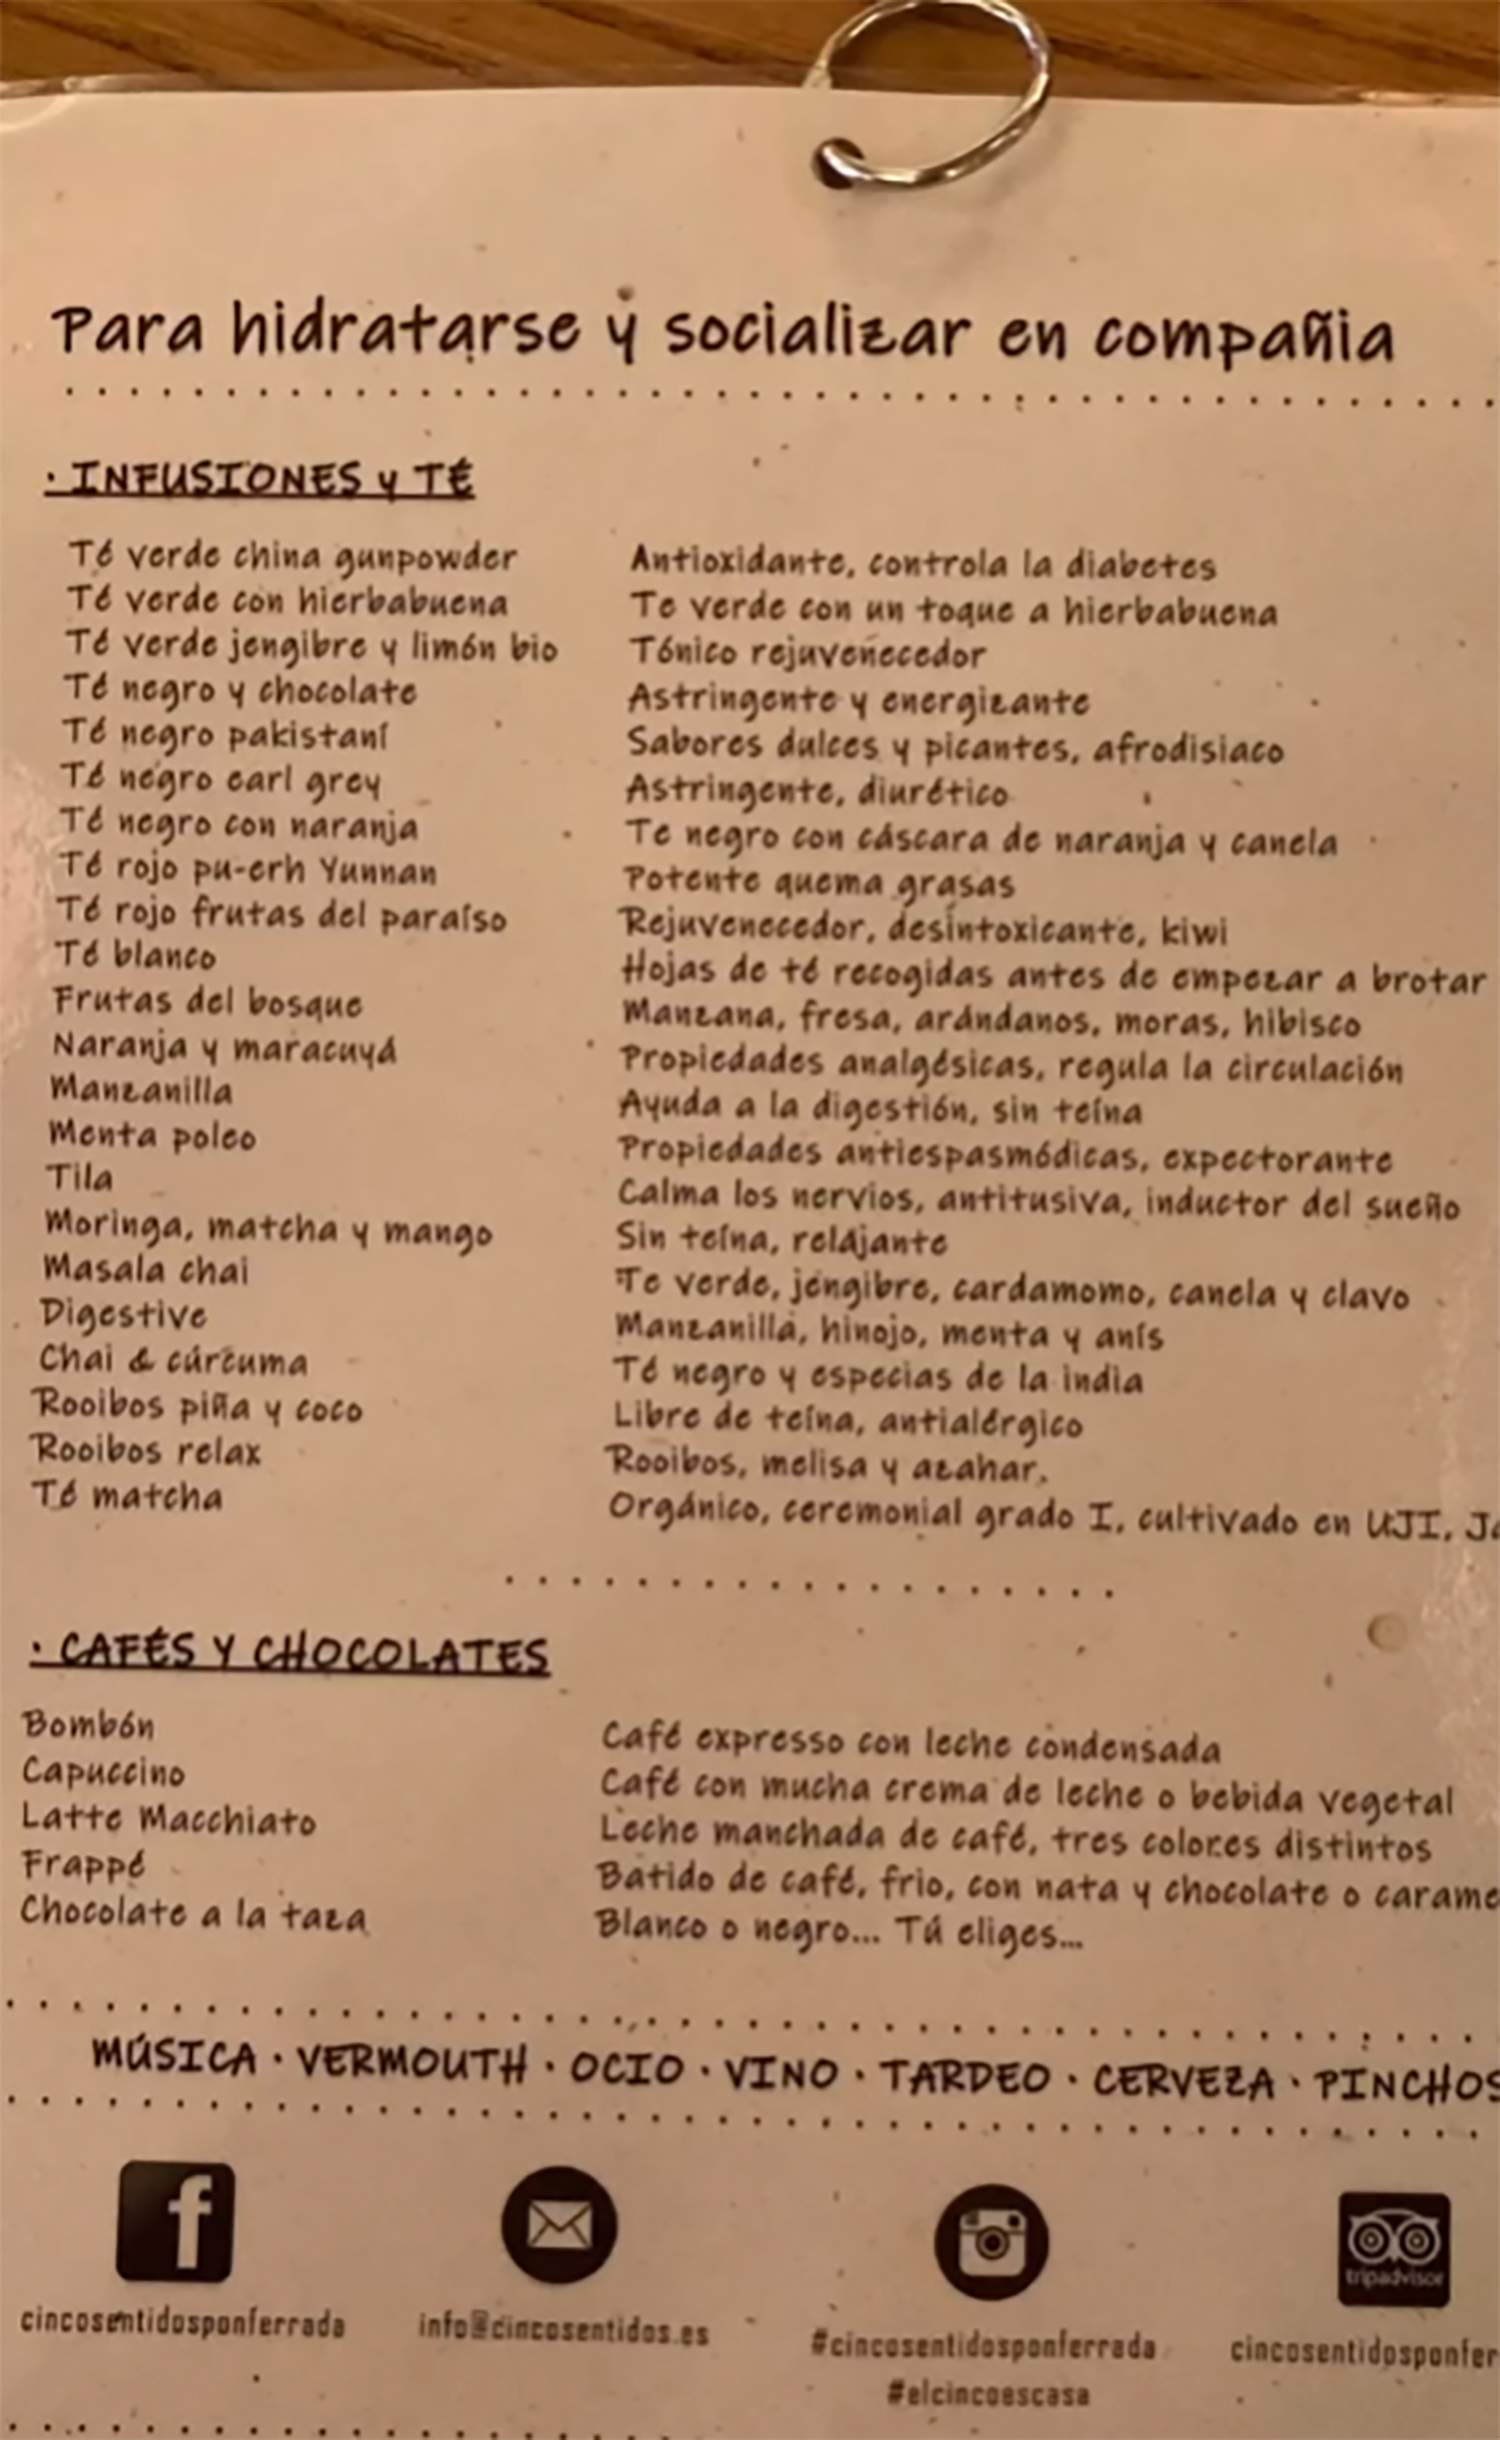 Para hidratarse y socializar en compañia
· INFUSIONES y TÉ
Té verde china gunpowder Antioxidante, controla la diabetes
Té verde con hierbabuena Te verde con un toque a hierbabuena
Té verde jengibre y limón bio Tónico rejuvenecedor
Té negro y chocolate Astringente y energizante
Té negro pakistaní Sabores dulces y picantes, afrodisiaco
Té negro earl grey Astringente, diurético
Té negro con naranja Te negro con cáscara de naranja y canela
Té rojo pu-erh Yunnan Potente quema grasas
Té rojo frutas del paraíso Rejuvenecedor, desintoxicante, kiwi
Té blanco Hojas de té recogidas antes de empezar a brotar
Frutas del bosque Manzana, fresa, arándanos, moras, hibisco
Naranja y maracuyá Propiedades analgésicas, regula la circulación
Manzanilla Ayuda a la digestión, sin teína
Menta poleo Propiedades antiespasmódicas, expectorante
Tila Calma los nervios, antitusiva, inductor del sueño
Moringa, matcha y mango Sin teína, relajante
Masala chai Te verde, jengibre, cardamomo, canela y clavo
Digestive Manzanilla, hinojo, menta y anís
Chai & cúrcuma Té negro y especias de la india
Rooibos piña y coco Libre de teína, antialérgico
Rooibos relax Rooibos, melisa y azahar.
Té matcha Orgánico, ceremonial grado I, cultivado en UJI,
· CAFÉS Y CHOCOLATES
Bombón Café expresso con leche condensada
Capuccino Café con mucha crema de leche o bebida vegetal
Latte Macchiato Leche manchada de café, tres colores distintos
Frappé Batido de café, frio, con nata y chocolate o carame
Chocolate a la taza Blanco o negro... Tú eliges...
MÚSICA · VERMOUTH · OCIO · VINO · TARDEO · CERVEZA · PINCHOS
f
tripadvisor
cincosentidosponferrada info@cincosentidos.es #cincosentidosponferrada cincosentidosponfer
#elcincoescasa